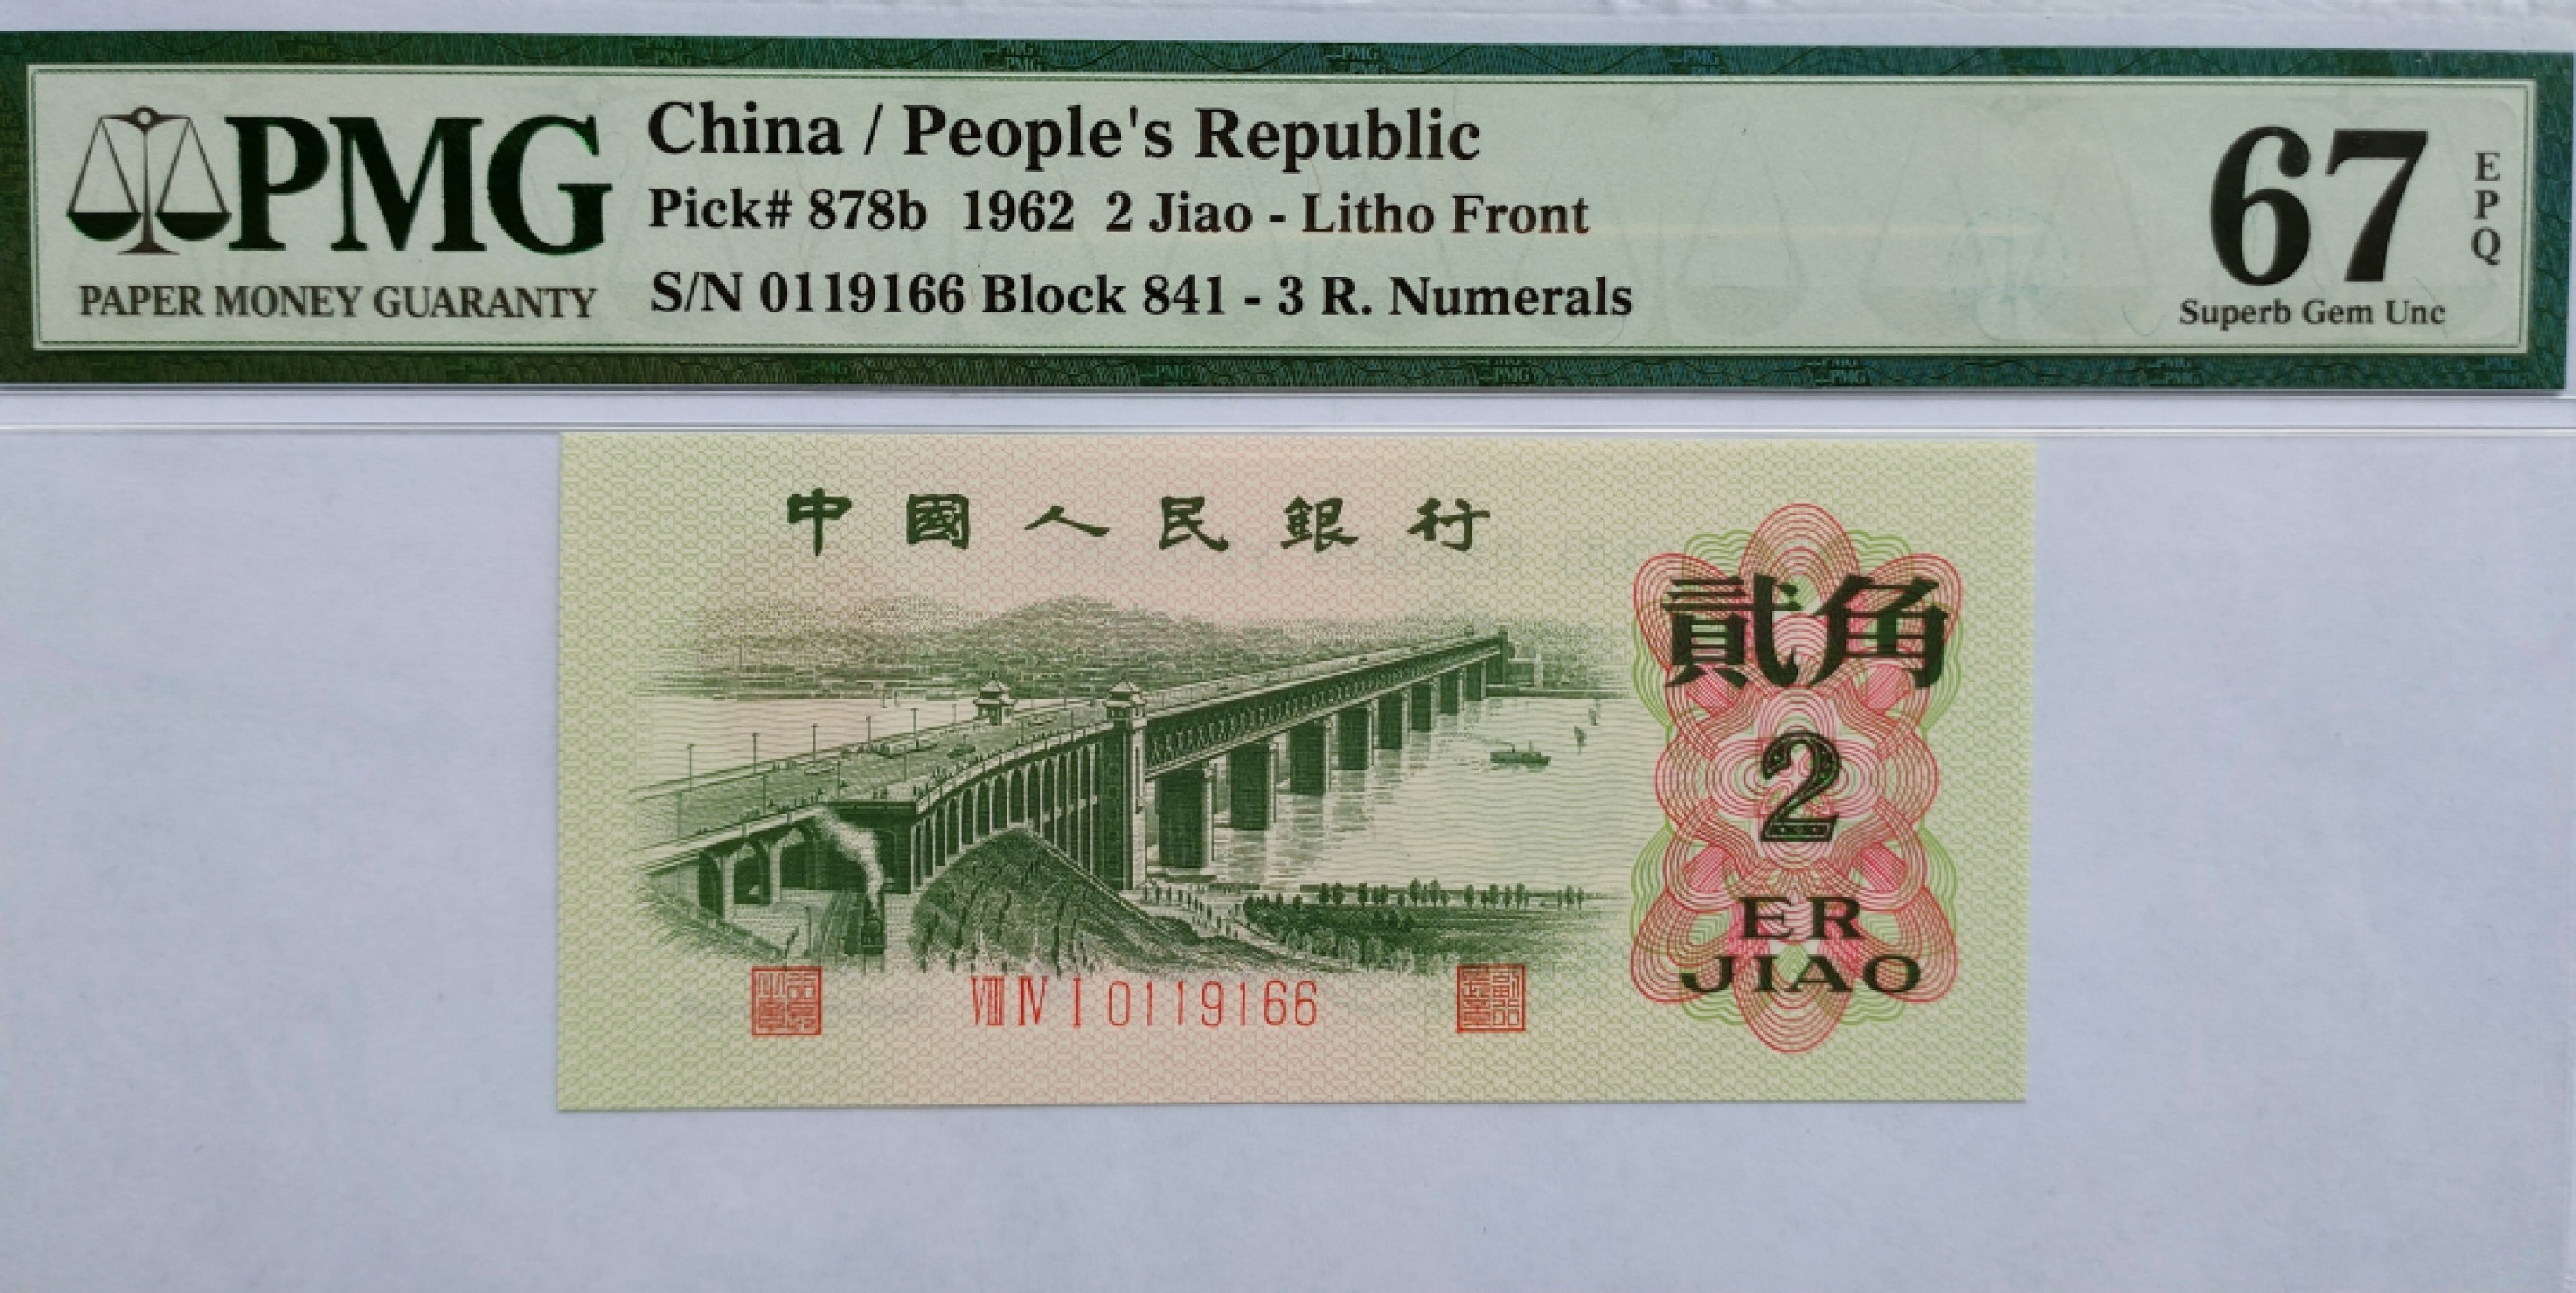 PMG
PAPER MONEY GUARANTY
China / People's Republic
Pick# 878b 1962 2 Jiao - Litho Front
S/N 0119166 Block 841 - 3 R. Numerals
67
EPQ
Superb Gem Unc
中國人民銀行
貳角
2
ER
JIAO
VIII IV I 0119166